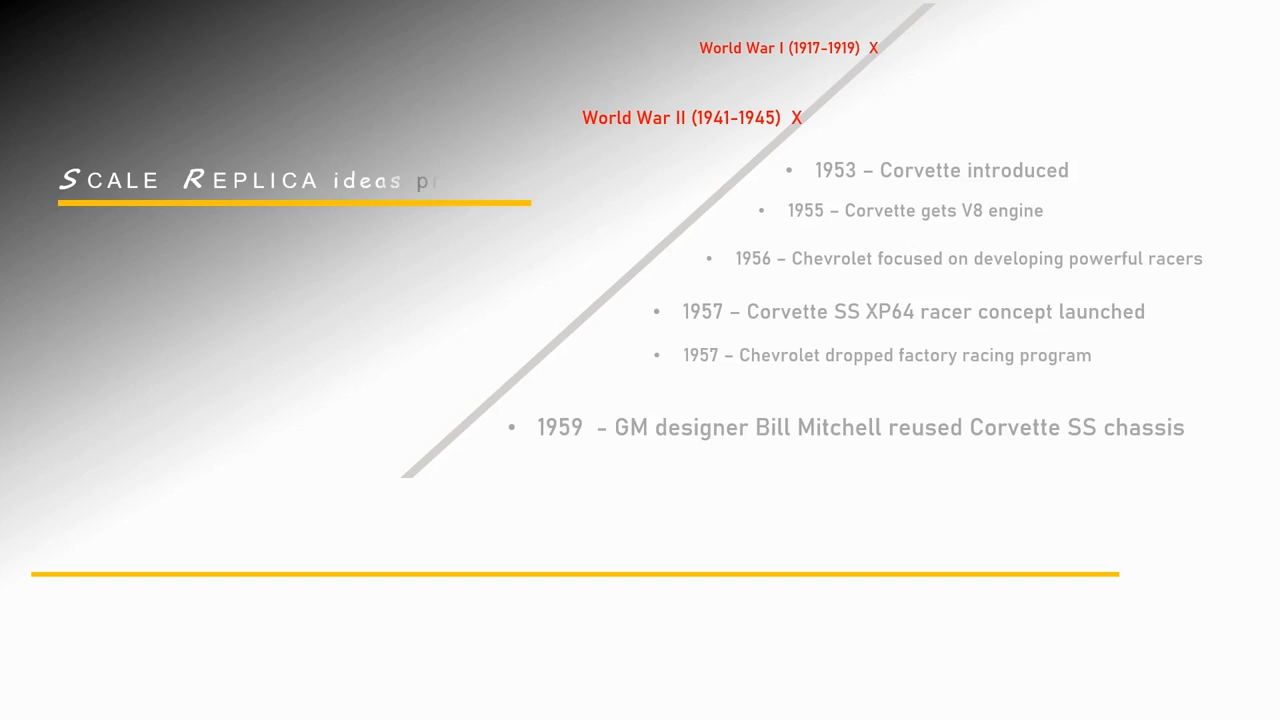 World War I (1917-1919) X
World War II (1941-1945) X
• 1953 – Corvette introduced
SCALE REPLICA ideas pr
• 1955 – Corvette gets V8 engine
• 1956 – Chevrolet focused on developing powerful racers
• 1957 – Corvette SS XP64 racer concept launched
• 1957 – Chevrolet dropped factory racing program
• 1959 - GM designer Bill Mitchell reused Corvette SS chassis